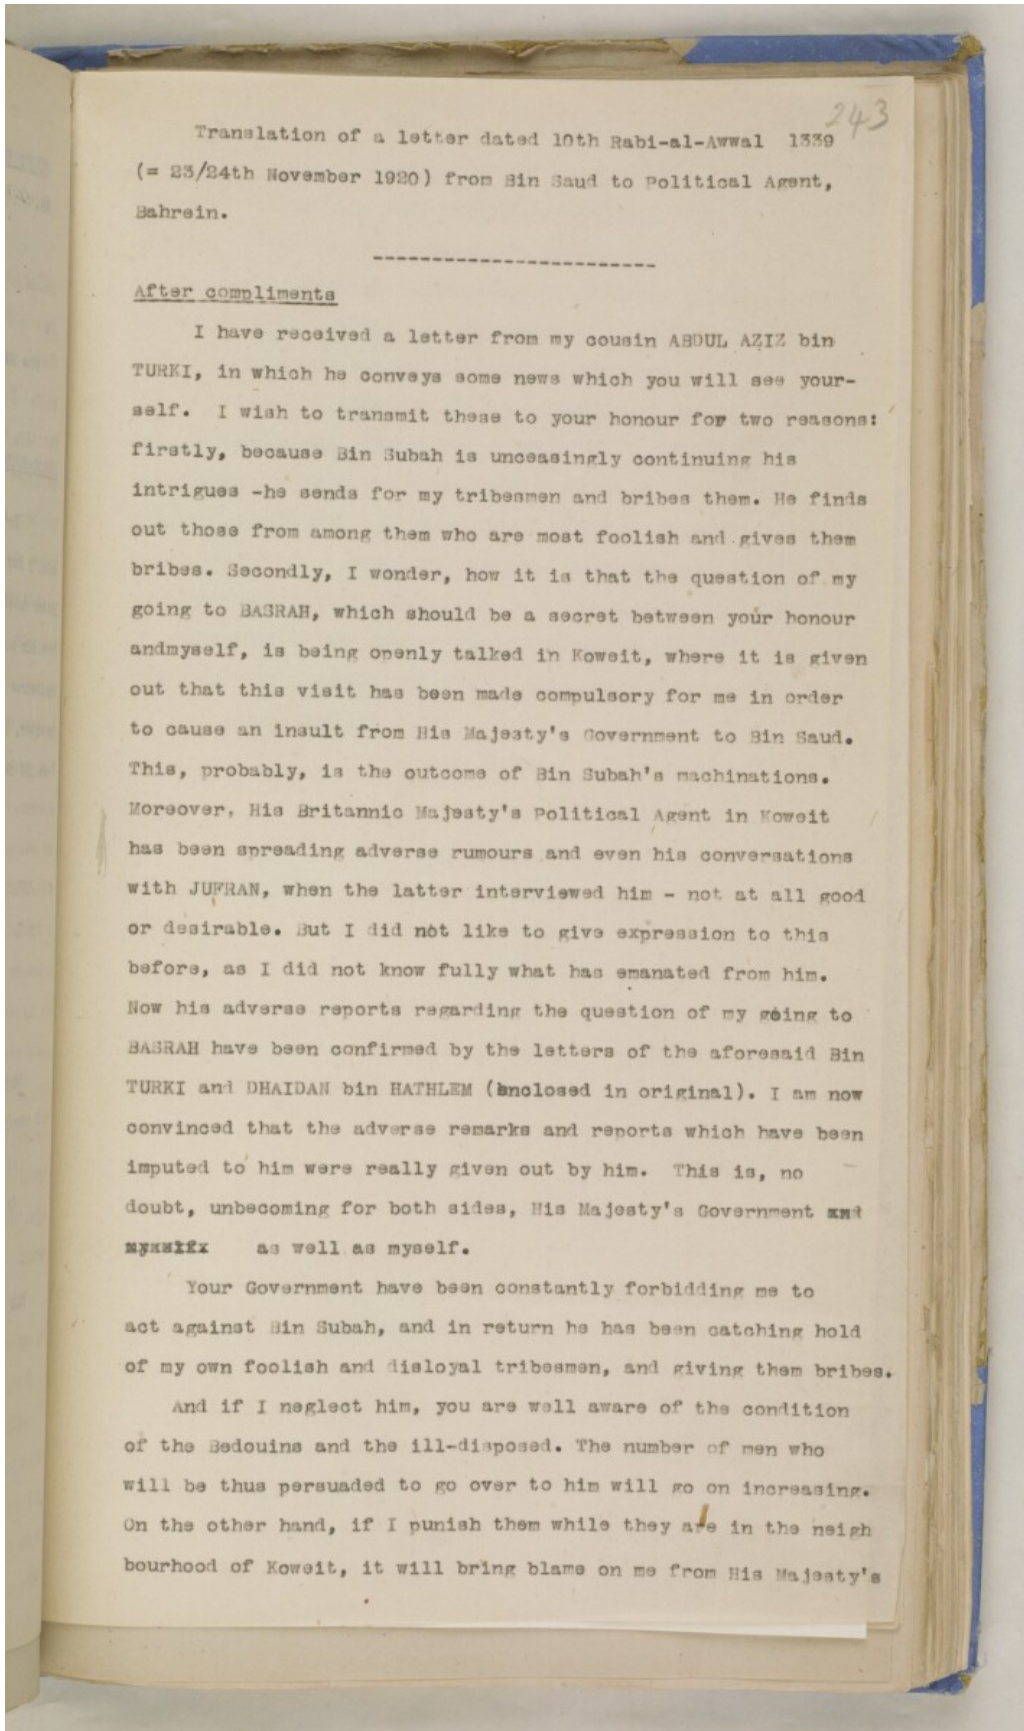 243
Translation of a letter dated 10th Rabi-al-Awwal 1339
(= 23/24th November 1920) from Bin Saud to Political Agent,
Bahrein.
------------------------
After compliments
I have received a letter from my cousin ABDUL AZIZ bin
TURKI, in which he conveys some news which you will see your-
self. I wish to transmit these to your honour for two reasons:
firstly, because Bin Subah is unceasingly continuing his
intrigues -he sends for my tribesmen and bribes them. He finds
out those from among them who are most foolish and gives them
bribes. Secondly, I wonder, how it is that the question of my
going to BASRAH, which should be a secret between your honour
andmyself, is being openly talked in Koweit, where it is given
out that this visit has been made compulsory for me in order
to cause an insult from His Majesty's Government to Bin Saud.
This, probably, is the outcome of Bin Subah's machinations.
Moreover, His Britannic Majesty's Political Agent in Koweit
has been spreading adverse rumours and even his conversations
with JUFRAN, when the latter interviewed him - not at all good
or desirable. But I did not like to give expression to this
before, as I did not know fully what has emanated from him.
Now his adverse reports regarding the question of my going to
BASRAH have been confirmed by the letters of the aforesaid Bin
TURKI and DHAIDAN bin HATHLEM (enclosed in original). I am now
convinced that the adverse remarks and reports which have been
imputed to him were really given out by him. This is, no
doubt, unbecoming for both sides, His Majesty's Government
as well as myself.
Your Government have been constantly forbidding me to
act against Bin Subah, and in return he has been catching hold
of my own foolish and disloyal tribesmen, and giving them bribes.
And if I neglect him, you are well aware of the condition
of the Bedouins and the ill-disposed. The number of men who
will be thus persuaded to go over to him will go on increasing.
On the other hand, if I punish them while they are in the neigh
bourhood of Koweit, it will bring blame on me from His Majesty's